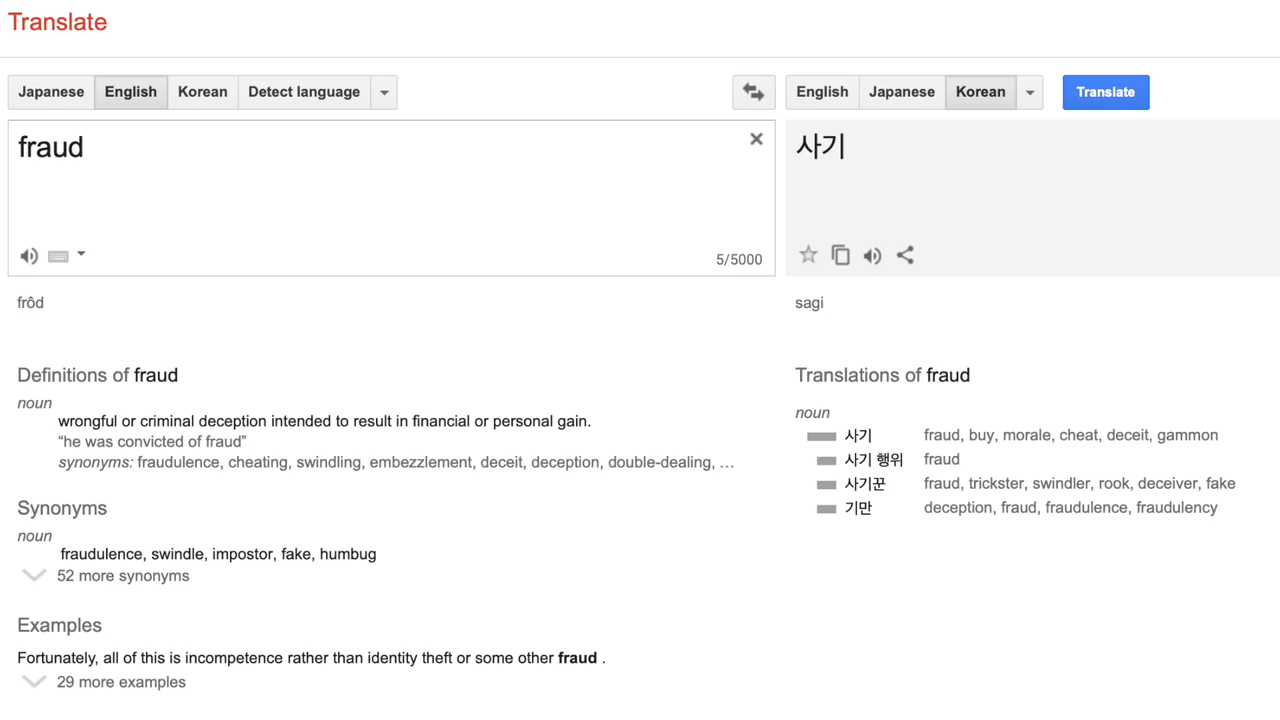 Translate
Japanese English Korean Detect language
English Japanese Korean Translate
fraud
5/5000
frôd
사기
sagi
Definitions of fraud
noun
wrongful or criminal deception intended to result in financial or personal gain.
“he was convicted of fraud”
synonyms: fraudulence, cheating, swindling, embezzlement, deceit, deception, double-dealing, …
Synonyms
noun
fraudulence, swindle, impostor, fake, humbug
52 more synonyms
Examples
Fortunately, all of this is incompetence rather than identity theft or some other fraud .
29 more examples
Translations of fraud
noun
사기 fraud, buy, morale, cheat, deceit, gammon
사기 행위 fraud
사기꾼 fraud, trickster, swindler, rook, deceiver, fake
기만 deception, fraud, fraudulence, fraudulency